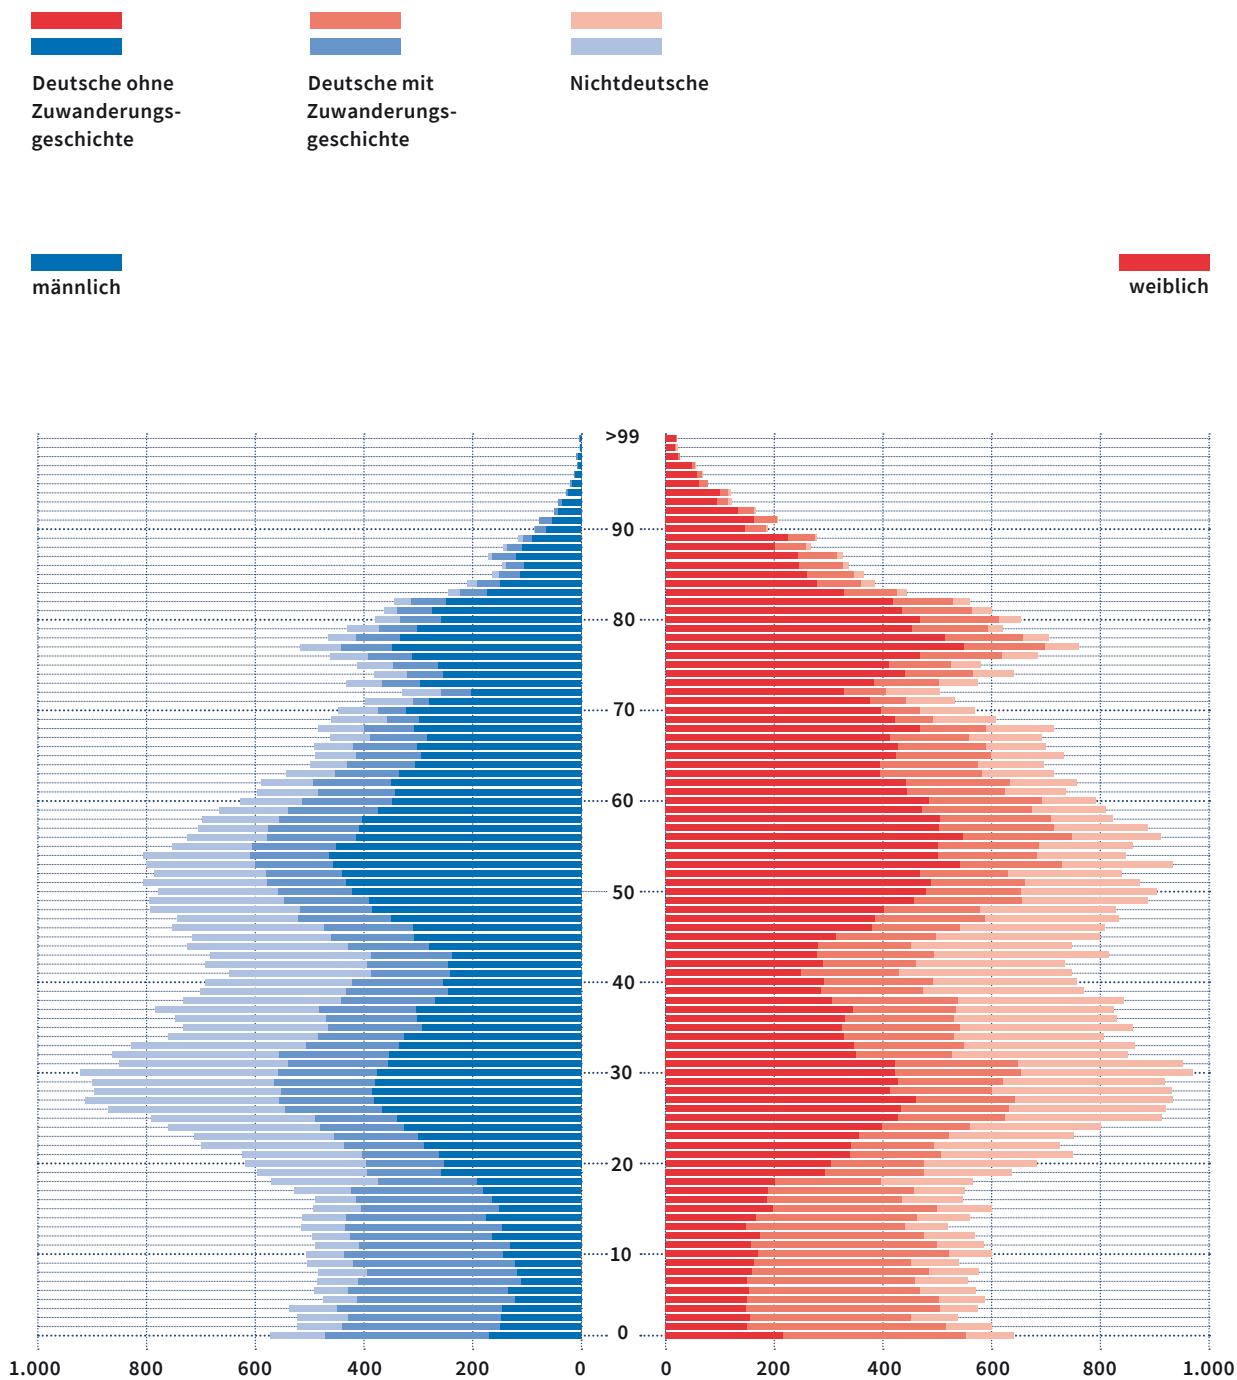 Deutsche ohne
Zuwanderungs-
geschichte
Deutsche mit
Zuwanderungs-
geschichte
Nichtdeutsche
männlich
weiblich
>99
90
80
70
60
50
40
30
20
10
0
1.000 800 600 400 200 0 0 200 400 600 800 1.000